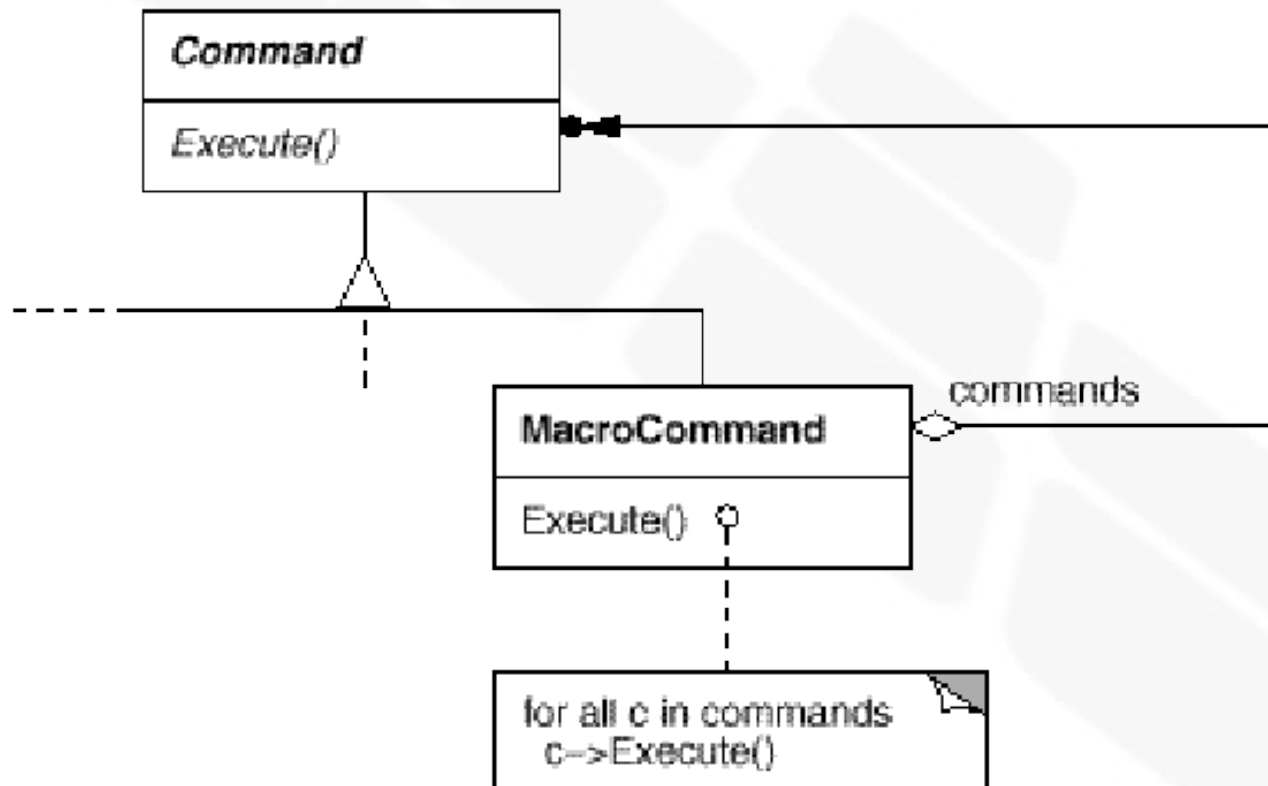 Command
Execute()
commands
MacroCommand
Execute()
for all c in commands
c->Execute()